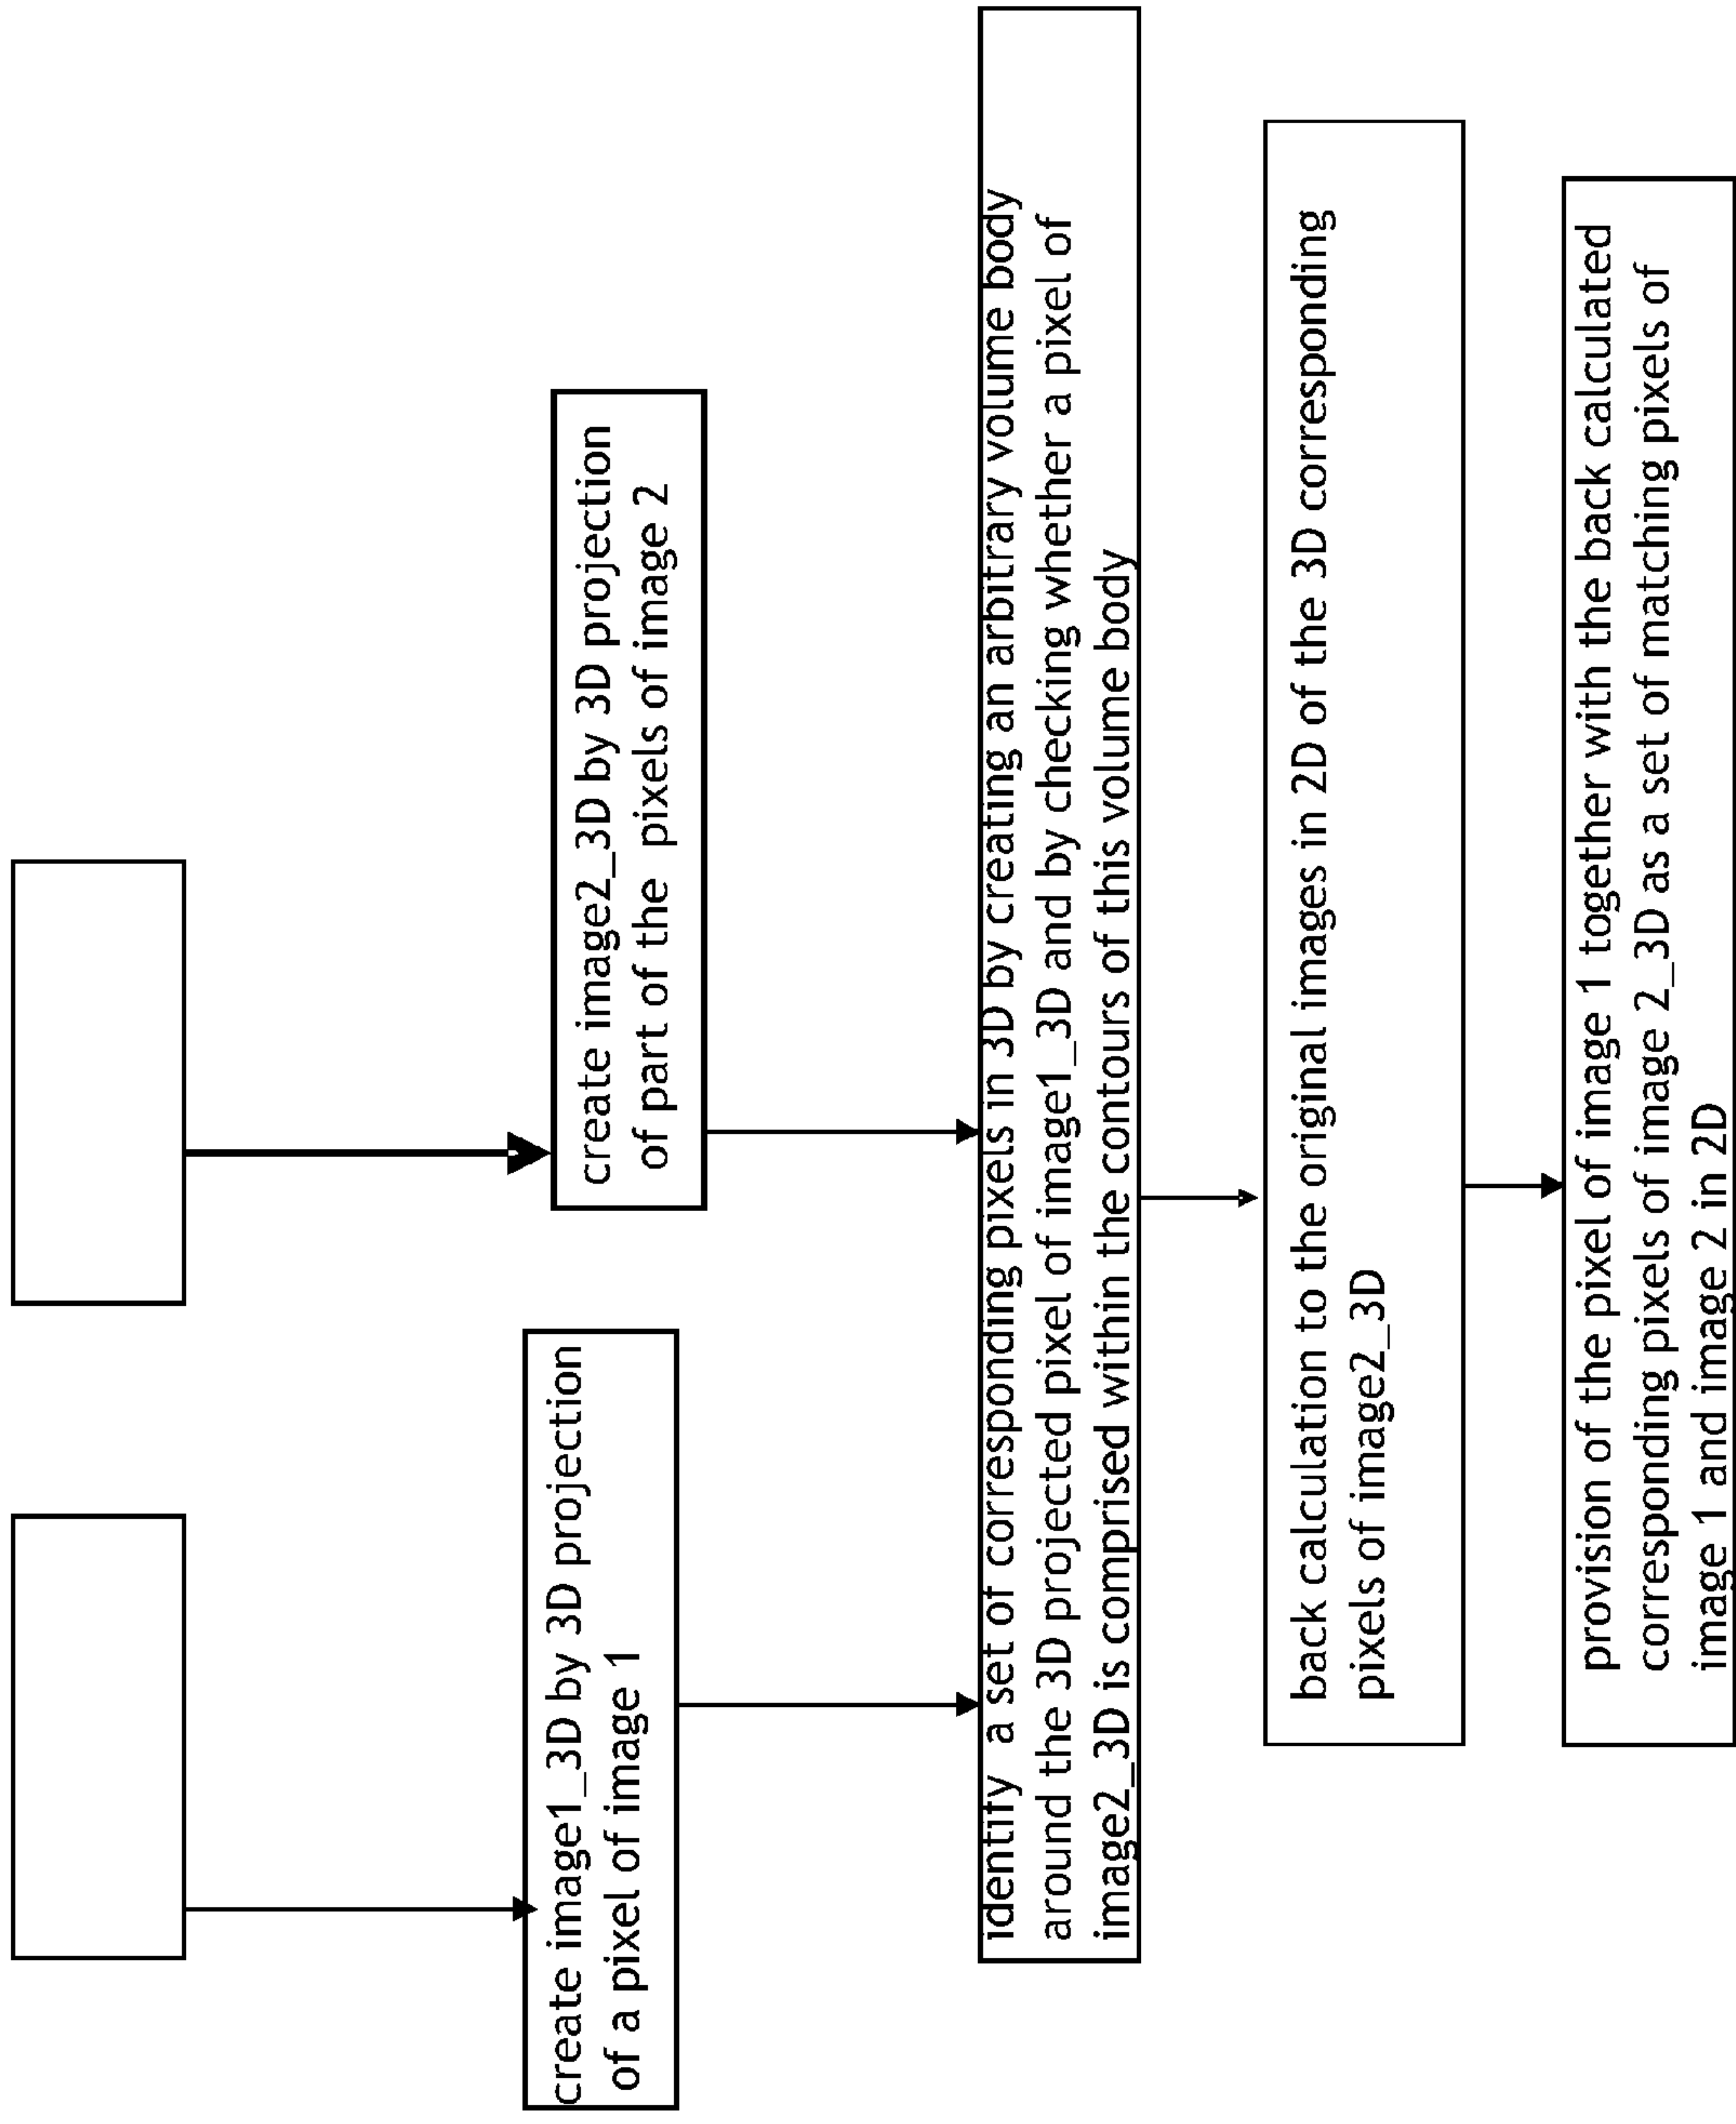 create image1_3D by 3D projection
of a pixel of image 1
create image2_3D by 3D projection
of part of the pixels of image 2
identify a set of corresponding pixels in 3D by creating an arbitrary volume body
around the 3D projected pixel of image1_3D and by checking whether a pixel of
image2_3D is comprised within the contours of this volume body
back calculation to the original images in 2D of the 3D corresponding
pixels of image2_3D
provision of the pixel of image 1 together with the back calculated
corresponding pixels of image 2_3D as a set of matching pixels of
image 1 and image 2 in 2D